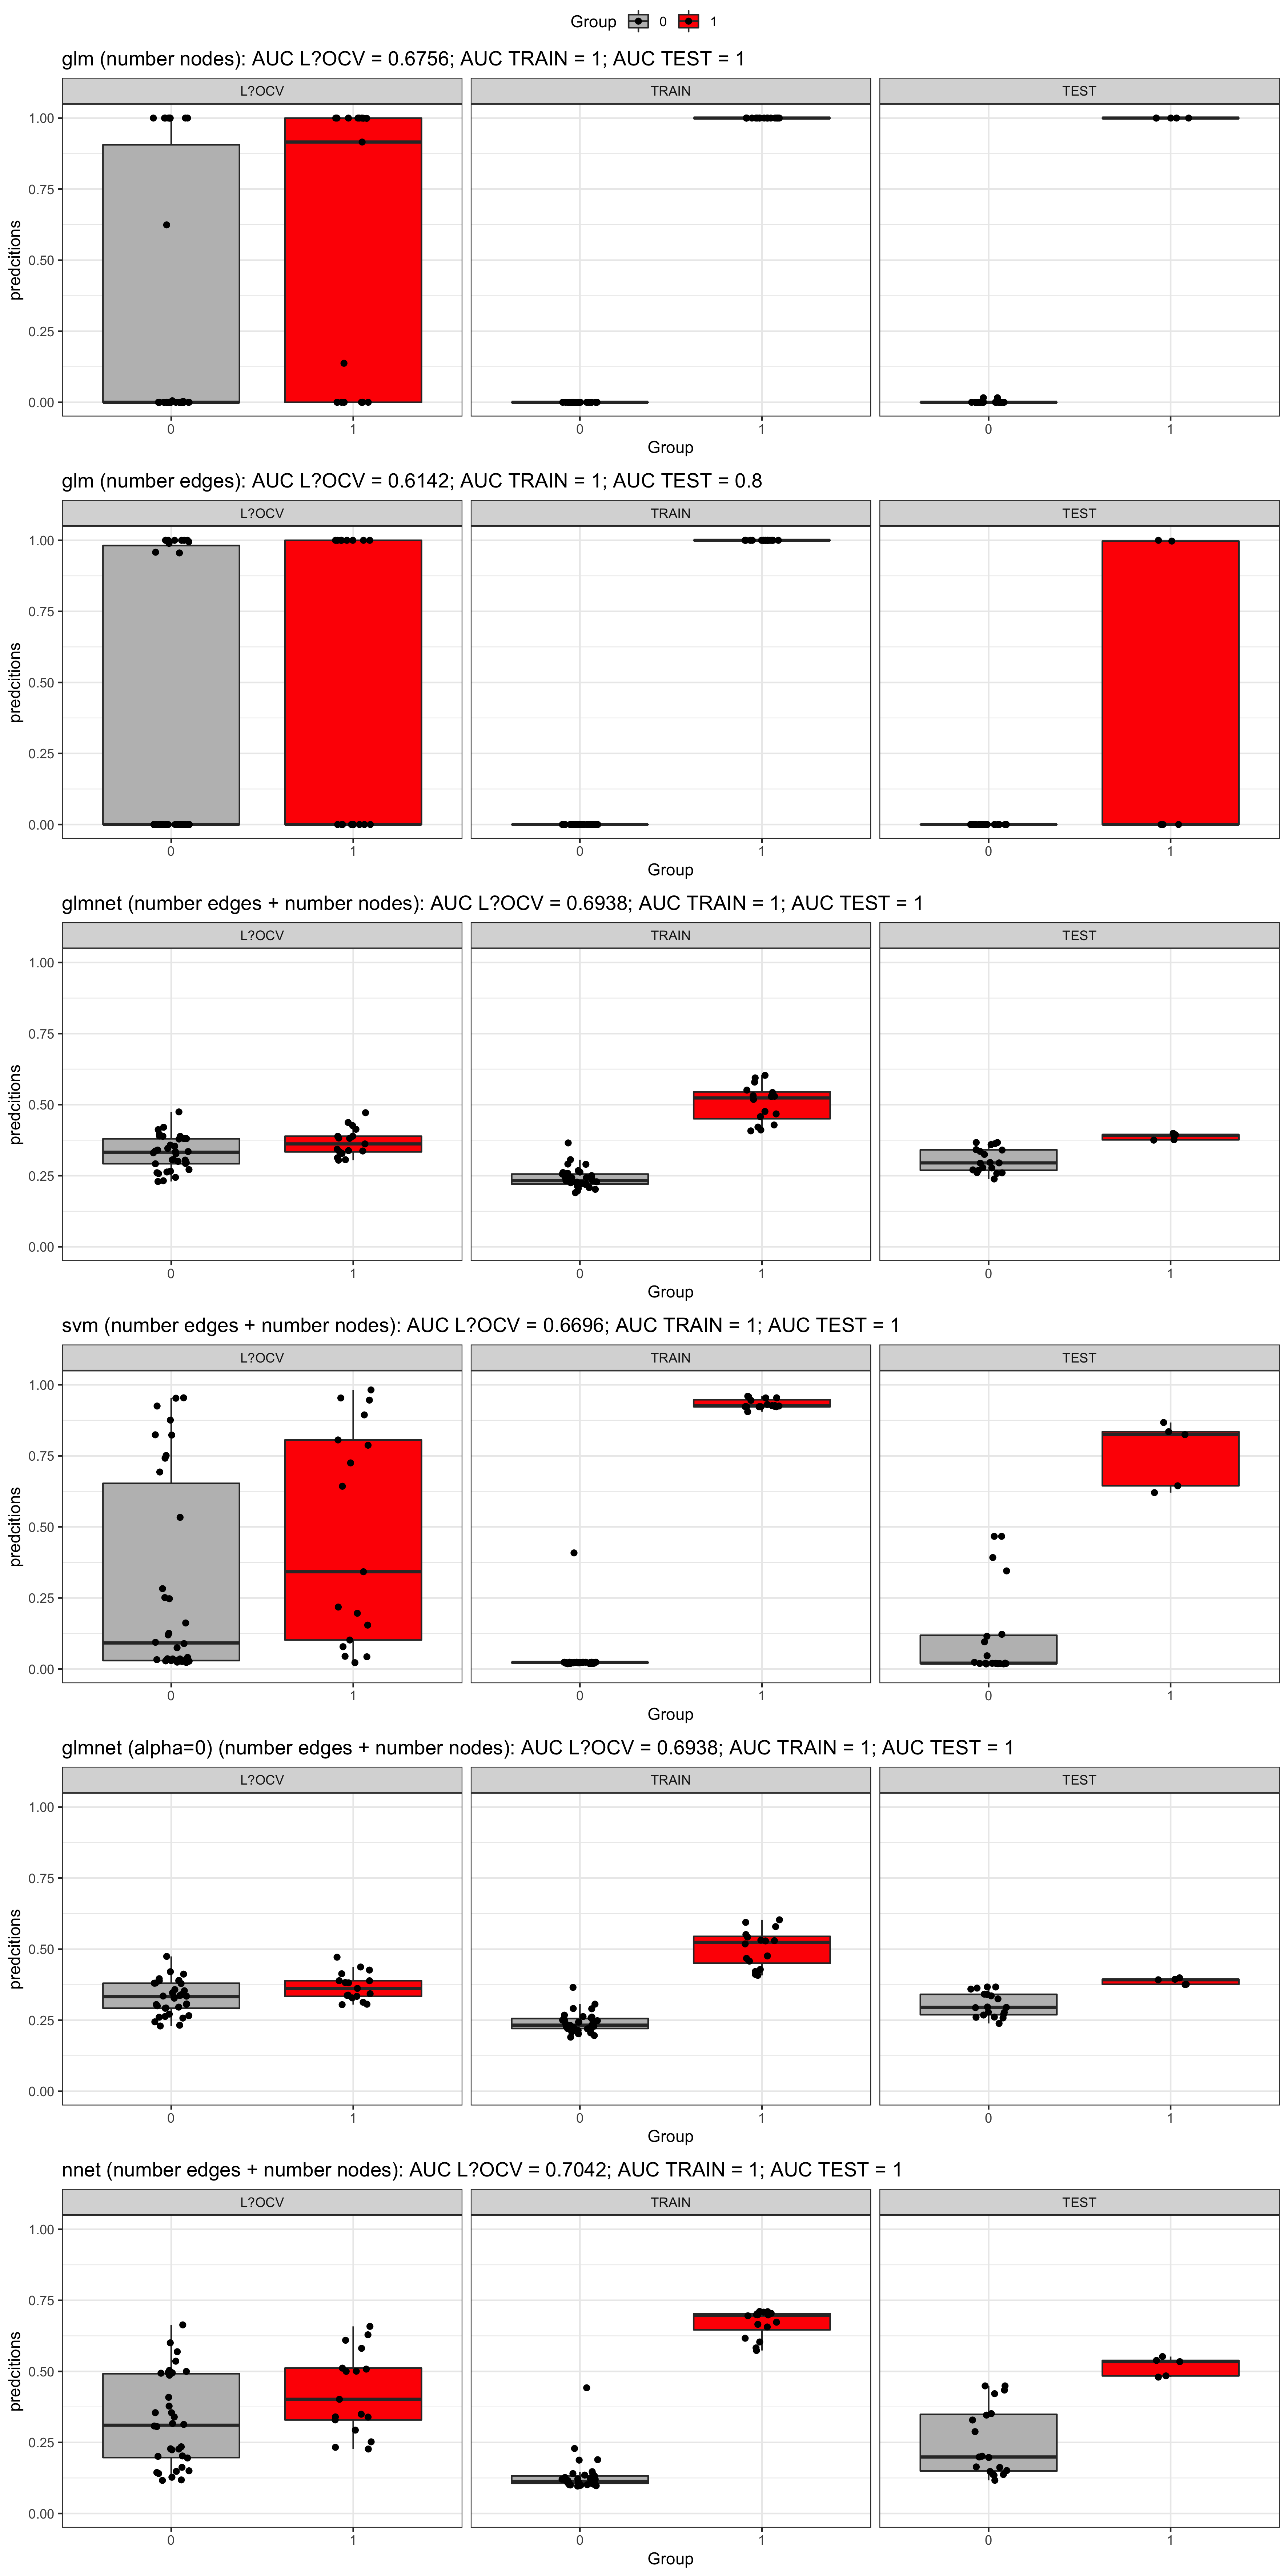 Group 0 1
glm (number nodes): AUC L?OCV = 0.6756; AUC TRAIN = 1; AUC TEST = 1
L?OCV TRAIN TEST
1.00
0.75
0.50
0.25
0.00
predcitions
0 1 0 1 0 1
Group
glm (number edges): AUC L?OCV = 0.6142; AUC TRAIN = 1; AUC TEST = 0.8
L?OCV TRAIN TEST
1.00
0.75
0.50
0.25
0.00
predcitions
0 1 0 1 0 1
Group
glmnet (number edges + number nodes): AUC L?OCV = 0.6938; AUC TRAIN = 1; AUC TEST = 1
L?OCV TRAIN TEST
1.00
0.75
0.50
0.25
0.00
predcitions
0 1 0 1 0 1
Group
svm (number edges + number nodes): AUC L?OCV = 0.6696; AUC TRAIN = 1; AUC TEST = 1
L?OCV TRAIN TEST
1.00
0.75
0.50
0.25
0.00
predcitions
0 1 0 1 0 1
Group
glmnet (alpha=0) (number edges + number nodes): AUC L?OCV = 0.6938; AUC TRAIN = 1; AUC TEST = 1
L?OCV TRAIN TEST
1.00
0.75
0.50
0.25
0.00
predcitions
0 1 0 1 0 1
Group
nnet (number edges + number nodes): AUC L?OCV = 0.7042; AUC TRAIN = 1; AUC TEST = 1
L?OCV TRAIN TEST
1.00
0.75
0.50
0.25
0.00
predcitions
0 1 0 1 0 1
Group